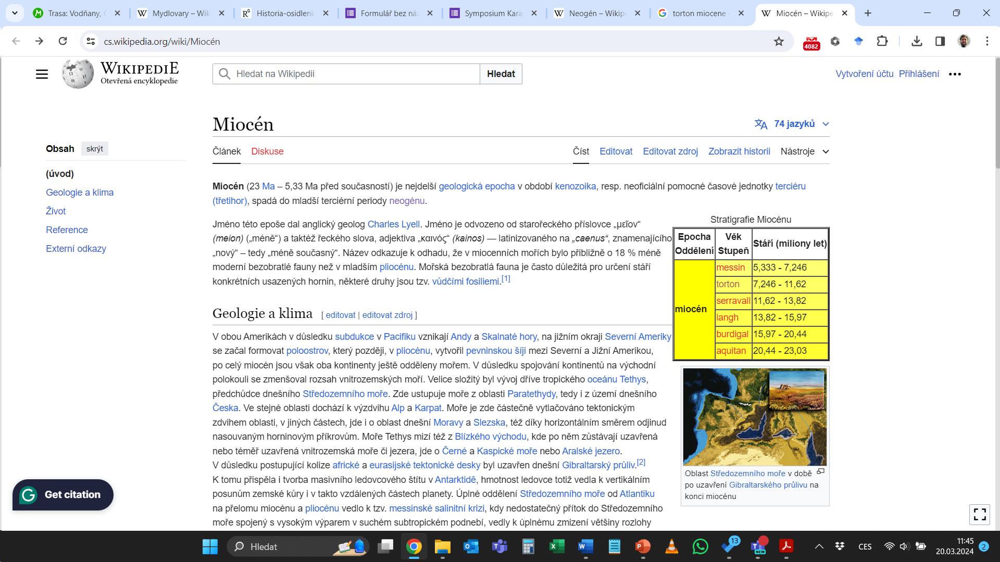 Trasa: Vodňany,
Mydlovary – Wik
Historia-osidleni
Formulář bez náz
Symposium Kara
Neogén – Wikipe
torton miocene -
Miocén – Wikipe
cs.wikipedia.org/wiki/Miocén
4082
WIKIPEDIE
Otevřená encyklopedie
Hledat na Wikipedii
Hledat
Vytvoření účtu Přihlášení
Miocén
74 jazyků
Obsah skrýt
(úvod)
Geologie a klima
Život
Reference
Externí odkazy
Článek Diskuse
Číst Editovat Editovat zdroj Zobrazit historii Nástroje
Miocén (23 Ma – 5,33 Ma před současností) je nejdelší geologická epocha v období kenozoika, resp. neoficiální pomocné časové jednotky terciéru
(třetihor), spadá do mladší terciérní periody neogénu.
Jméno této epoše dal anglický geolog Charles Lyell. Jméno je odvozeno od starořeckého příslovce „μεῖον“
(meion) („méně“) a taktéž řeckého slova, adjektiva „καινός“ (kainos) — latinizovaného na „caenus“, znamenajícího
„nový“ – tedy „méně současný“. Název odkazuje k odhadu, že v miocenních mořích bylo přibližně o 18 % méně
moderní bezobratlé fauny než v mladším pliocénu. Mořská bezobratlá fauna je často důležitá pro určení stáří
konkrétních usazených hornin, některé druhy jsou tzv. vůdčími fosiliemi.[1]
Stratigrafie Miocénu
Epocha Věk Stáří (miliony let)
Oddělení Stupeň
miocén
messin 5,333 - 7,246
torton 7,246 - 11,62
serravall 11,62 - 13,82
langh 13,82 - 15,97
burdigal 15,97 - 20,44
aquitan 20,44 - 23,03
Geologie a klima [ editovat | editovat zdroj ]
V obou Amerikách v důsledku subdukce v Pacifiku vznikají Andy a Skalnaté hory, na jižním okraji Severní Ameriky
se začal formovat poloostrov, který později, v pliocénu, vytvořil pevninskou šíji mezi Severní a Jižní Amerikou,
po celý miocén jsou však oba kontinenty ještě odděleny mořem. V důsledku spojování kontinentů na východní
polokouli se zmenšoval rozsah vnitrozemských moří. Velice složitý byl vývoj dříve tropického oceánu Tethys,
předchůdce dnešního Středozemního moře. Zde ustupuje moře z oblasti Paratethydy, tedy i z území dnešního
Česka. Ve stejné oblasti dochází k výzdvihu Alp a Karpat. Moře je zde částečně vytlačováno tektonickým
zdvihem oblasti, v jiných částech, jde i o oblast dnešní Moravy a Slezska, též díky horizontálním směrem odjinud
nasouvaným horninovým příkrovům. Moře Tethys mizí též z Blízkého východu, kde po něm zůstávají uzavřená
nebo téměř uzavřená vnitrozemská moře či jezera, jde o Černé a Kaspické moře nebo Aralské jezero.
V důsledku postupující kolize africké a eurasijské tektonické desky byl uzavřen dnešní Gibraltarský průliv.[2]
K tomu přispěla i tvorba masivního ledovcového štítu v Antarktidě, hmotnost ledovce totiž vedla k vertikálním
posunům zemské kůry i v takto vzdálených částech planety. Úplné oddělení Středozemního moře od Atlantiku
na přelomu miocénu a pliocénu vedlo k tzv. messinské salinitní krizi, kdy nedostatečný přítok do Středozemního
moře spojený s vysokým výparem v suchém subtropickém podnebí, vedly k úplnému zmizení většiny rozlohy
Oblast Středozemního moře v době
po uzavření Gibraltarského průlivu na
konci miocénu
Get citation
Hledat
13
NEW
CES
11:45
20.03.2024
2